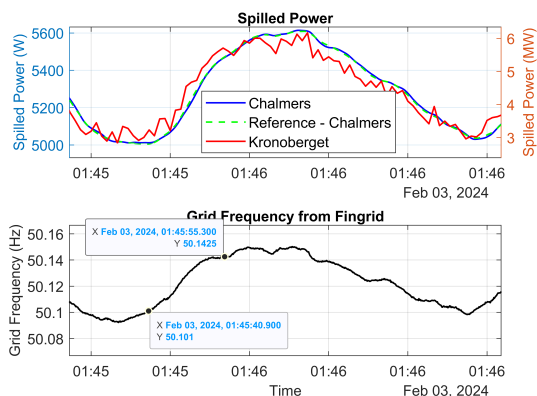 Spilled Power
Spilled Power (W)
5600
5400
5200
5000
6
5
4
3
Spilled Power (MW)
Chalmers
Reference - Chalmers
Kronoberget
01:45 01:45 01:46 01:46 01:46 01:46
Feb 03, 2024
Grid Frequency from Fingrid
Grid Frequency (Hz)
50.16
50.14
50.12
50.1
50.08
X Feb 03, 2024, 01:45:55.300
Y 50.1425
X Feb 03, 2024, 01:45:40.900
Y 50.101
01:45 01:45 01:46 01:46 01:46 01:46
Time
Feb 03, 2024